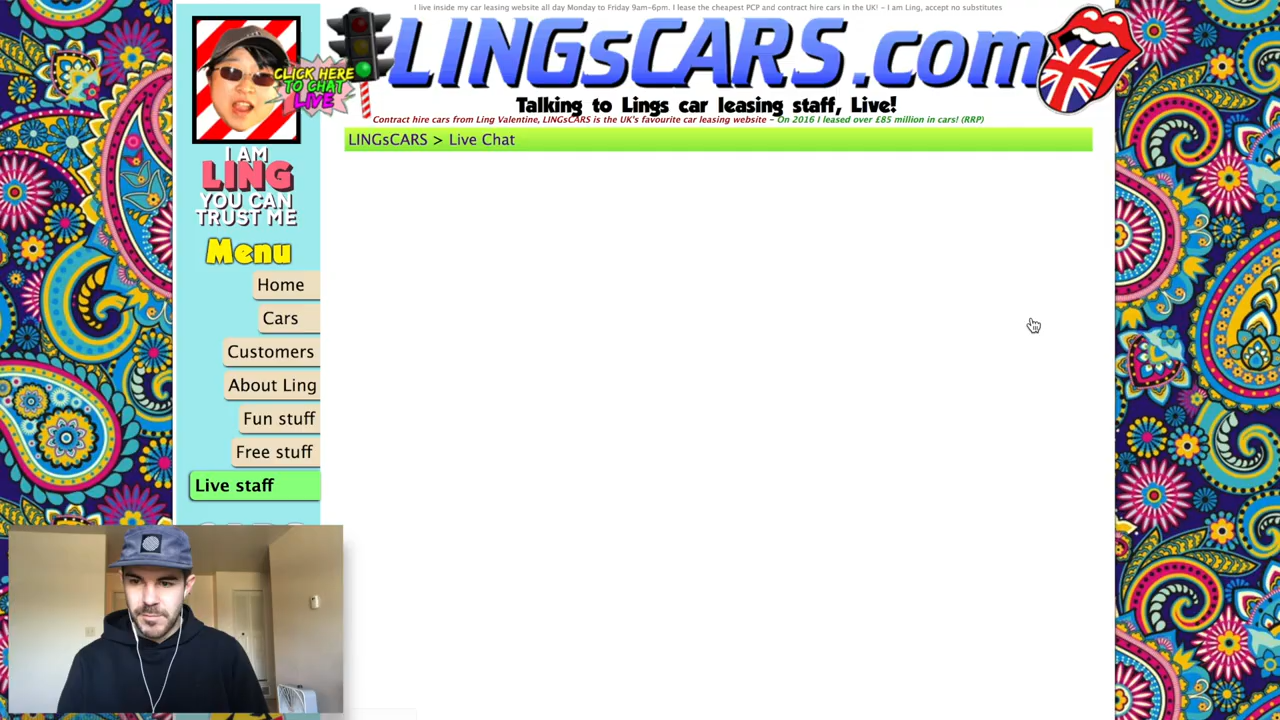 I live inside my car leasing website all day Monday to Friday 9am-6pm. I lease the cheapest PCP and contract hire cars in the UK! - I am Ling, accept no substitutes
LINGsCARS.com
CLICK HERE
TO CHAT
LIVE
Talking to Lings car leasing staff, Live!
Contract hire cars from Ling Valentine, LINGsCARS is the UK's favourite car leasing website - On 2016 I leased over £85 million in cars! (RRP)
LINGsCARS > Live Chat
I AM
LING
YOU CAN
TRUST ME
Menu
Home
Cars
Customers
About Ling
Fun stuff
Free stuff
Live staff